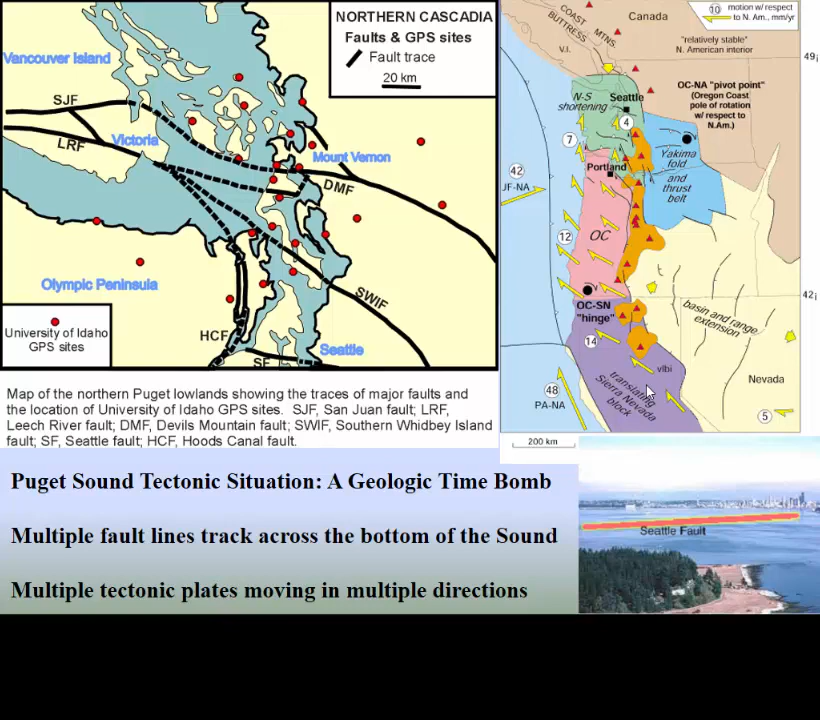 NORTHERN CASCADIA
Faults & GPS sites
Fault trace
20 km
Vancouver Island
SJF
LRF
Victoria
Mount Vernon
DMF
Olympic Peninsula
SWIF
University of Idaho
GPS sites
HCF
SF
Seattle
Map of the northern Puget lowlands showing the traces of major faults and
the location of University of Idaho GPS sites. SJF, San Juan fault; LRF,
Leech River fault; DMF, Devils Mountain fault; SWIF, Southern Whidbey Island
fault; SF, Seattle fault; HCF, Hoods Canal fault.
10 motion w/ respect
to N. Am., mm/yr
COAST MTNS.
BUTTRESS
Canada
V.I.
"relatively stable"
N. American interior
49
OC-NA "pivot point"
(Oregon Coast
pole of rotation
w/ respect to
N.Am.)
N-S
shortening
Seattle
4
7
Yakima
fold
and
thrust
belt
Portland
42
JF-NA
12
OC
42
OC-SN
"hinge"
basin and range
extension
14
vlbi
translating
Sierra Nevada
block
Nevada
48
PA-NA
5
200 km
Puget Sound Tectonic Situation: A Geologic Time Bomb
Multiple fault lines track across the bottom of the Sound
Multiple tectonic plates moving in multiple directions
Seattle Fault